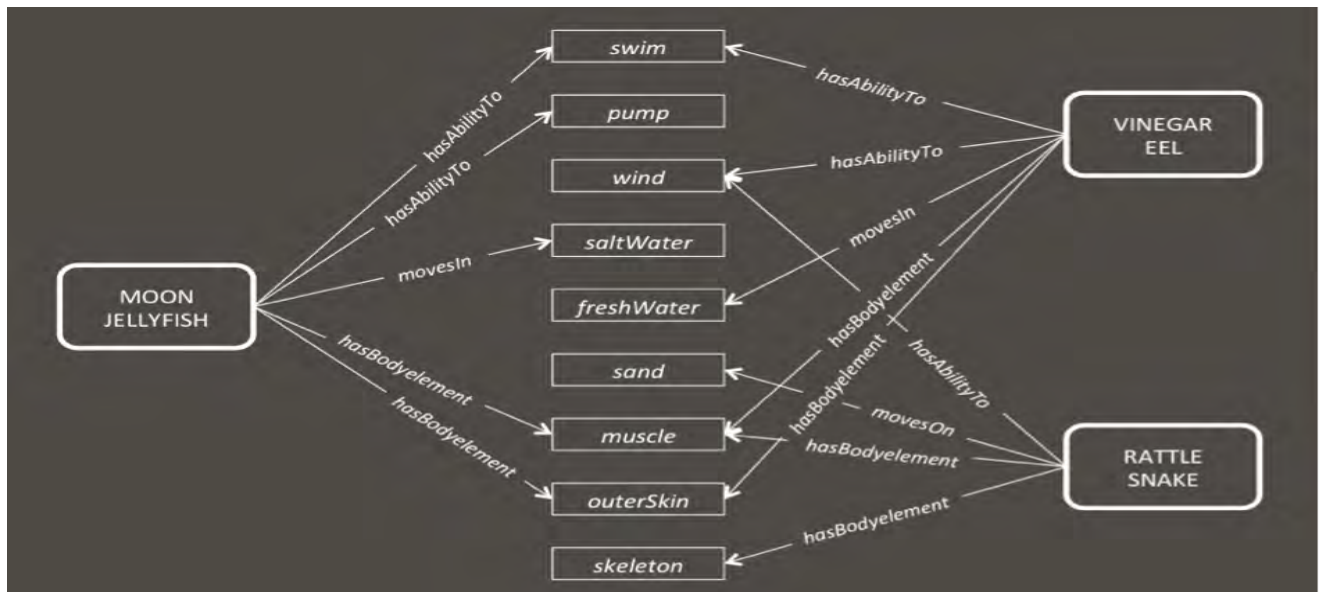 swim
pump
wind
saltWater
freshWater
sand
muscle
outerSkin
skeleton
MOON
JELLYFISH
hasAbilityTo
hasAbilityTo
movesIn
hasBodyelement
hasBodyelement
VINEGAR
EEL
hasAbilityTo
hasAbilityTo
movesIn
hasBodyelement
hasBodyelement
RATTLE
SNAKE
hasAbilityTo
movesOn
hasBodyelement
hasBodyelement